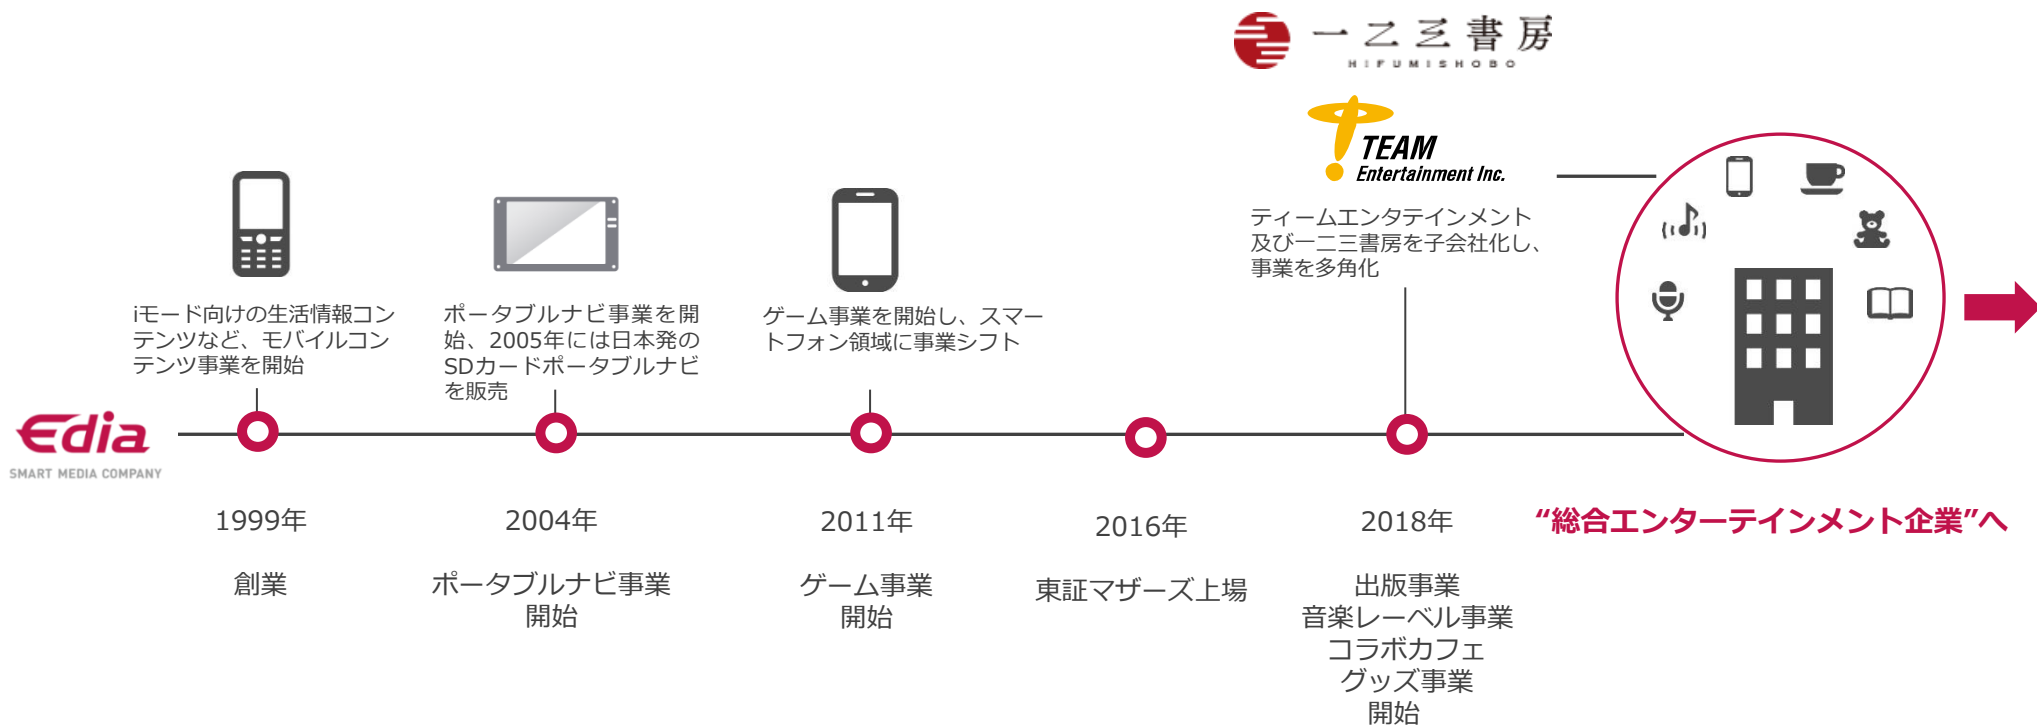 一二三書房
HIFUMISHOBO
TEAM
Entertainment Inc.
ティームエンタテインメント
及び一二三書房を子会社化し、
事業を多角化
iモード向けの生活情報コン
テンツなど、モバイルコン
テンツ事業を開始
ポータブルナビ事業を開
始、2005年には日本発の
SDカードポータブルナビ
を販売
ゲーム事業を開始し、スマー
トフォン領域に事業シフト
Edia
SMART MEDIA COMPANY
1999年
創業
2004年
ポータブルナビ事業
開始
2011年
ゲーム事業
開始
2016年
東証マザーズ上場
2018年
出版事業
音楽レーベル事業
コラボカフェ
グッズ事業
開始
“総合エンターテインメント企業”へ